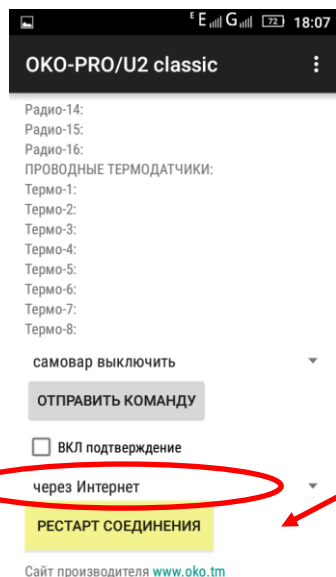 E E G 72 18:07
OKO-PRO/U2 classic
Радио-14:
Радио-15:
Радио-16:
ПРОВОДНЫЕ ТЕРМОДАТЧИКИ:
Термо-1:
Термо-2:
Термо-3:
Термо-4:
Термо-5:
Термо-6:
Термо-7:
Термо-8:
самовар выключить
ОТПРАВИТЬ КОМАНДУ
ВКЛ подтверждение
через Интернет
РЕСТАРТ СОЕДИНЕНИЯ
Сайт производителя www.oko.tm